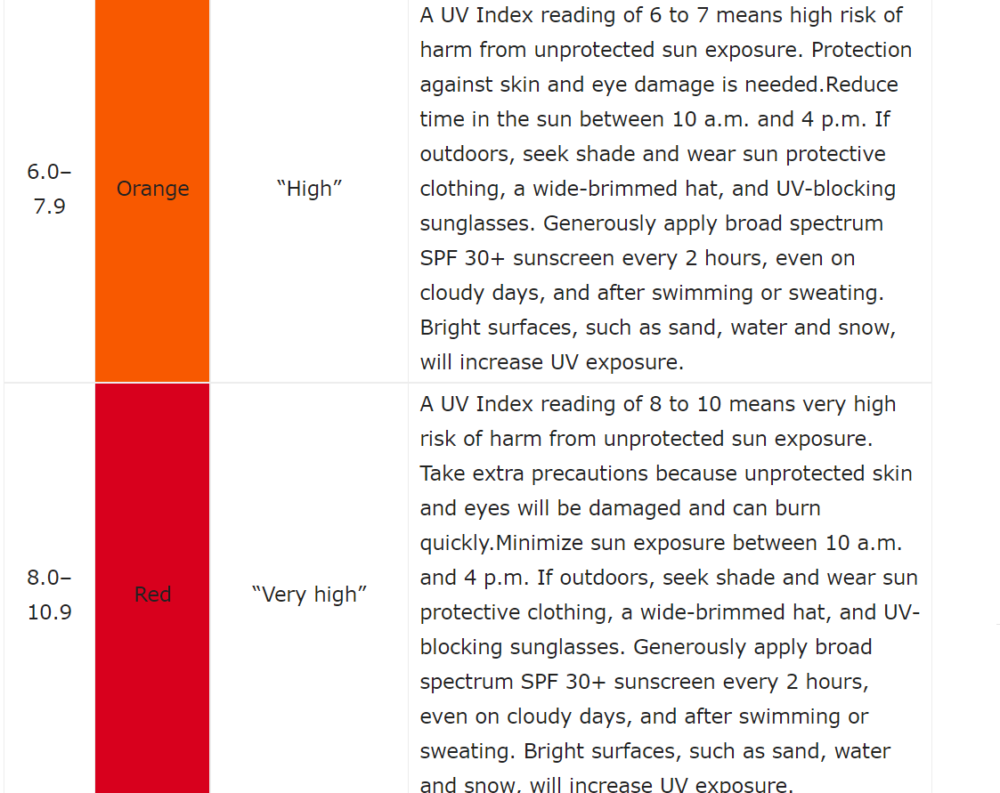 6.0–
7.9
Orange
“High”
A UV Index reading of 6 to 7 means high risk of
harm from unprotected sun exposure. Protection
against skin and eye damage is needed.Reduce
time in the sun between 10 a.m. and 4 p.m. If
outdoors, seek shade and wear sun protective
clothing, a wide-brimmed hat, and UV-blocking
sunglasses. Generously apply broad spectrum
SPF 30+ sunscreen every 2 hours, even on
cloudy days, and after swimming or sweating.
Bright surfaces, such as sand, water and snow,
will increase UV exposure.
8.0–
10.9
Red
“Very high”
A UV Index reading of 8 to 10 means very high
risk of harm from unprotected sun exposure.
Take extra precautions because unprotected skin
and eyes will be damaged and can burn
quickly.Minimize sun exposure between 10 a.m.
and 4 p.m. If outdoors, seek shade and wear sun
protective clothing, a wide-brimmed hat, and UV-
blocking sunglasses. Generously apply broad
spectrum SPF 30+ sunscreen every 2 hours,
even on cloudy days, and after swimming or
sweating. Bright surfaces, such as sand, water
and snow, will increase UV exposure.